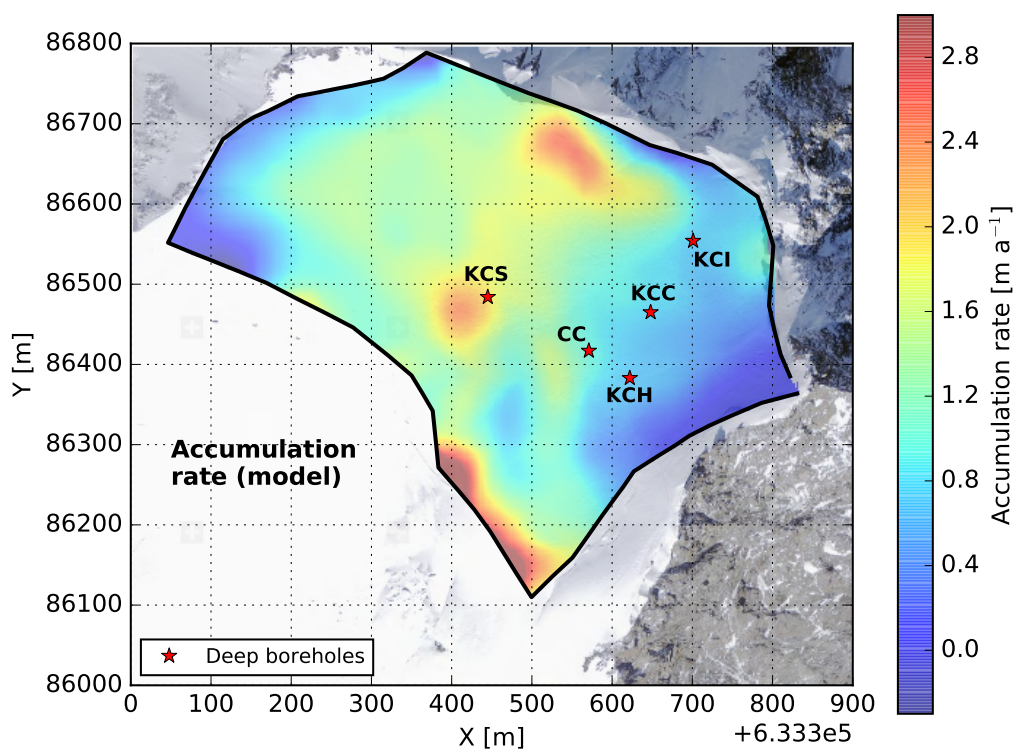 86800
86700
86600
86500
86400
86300
86200
86100
86000
Y [m]
KCS
KCI
KCC
CC
KCH
Accumulation
rate (model)
Deep boreholes
0 100 200 300 400 500 600 700 800 900
X [m]
+6.333e5
2.8
2.4
2.0
1.6
1.2
0.8
0.4
0.0
Accumulation rate [m a⁻¹]